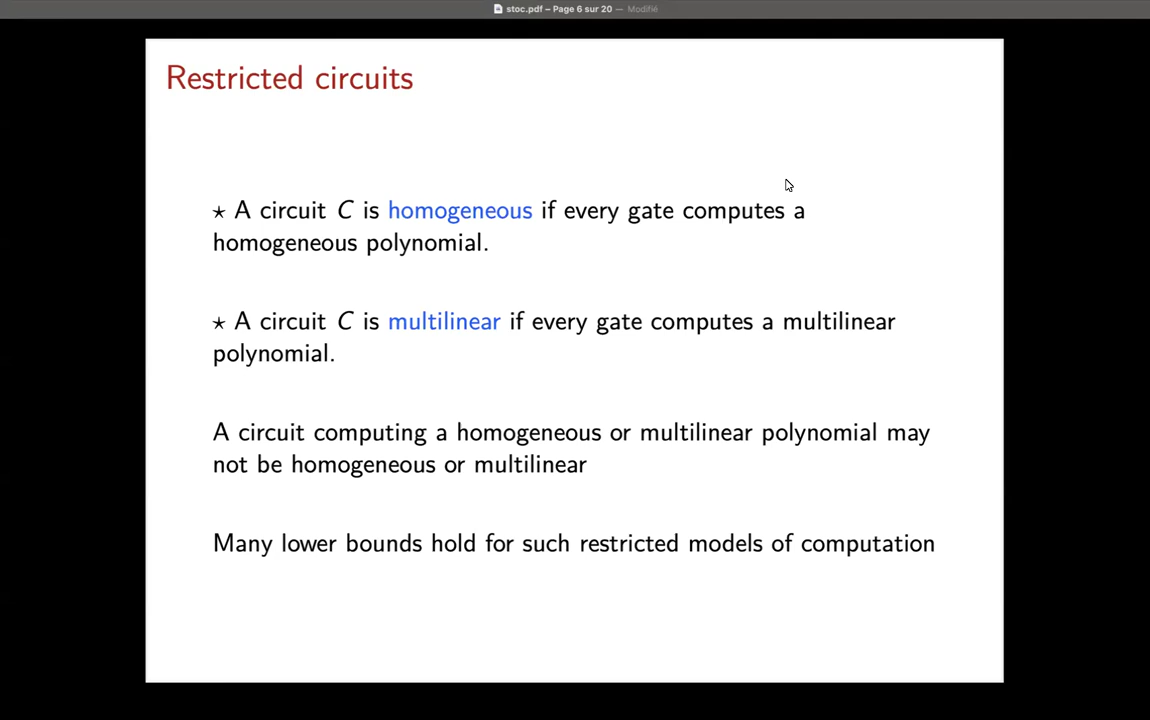 stoc.pdf – Page 6 sur 20 — Modifié
Restricted circuits
⋆ A circuit C is homogeneous if every gate computes a
homogeneous polynomial.
⋆ A circuit C is multilinear if every gate computes a multilinear
polynomial.
A circuit computing a homogeneous or multilinear polynomial may
not be homogeneous or multilinear
Many lower bounds hold for such restricted models of computation